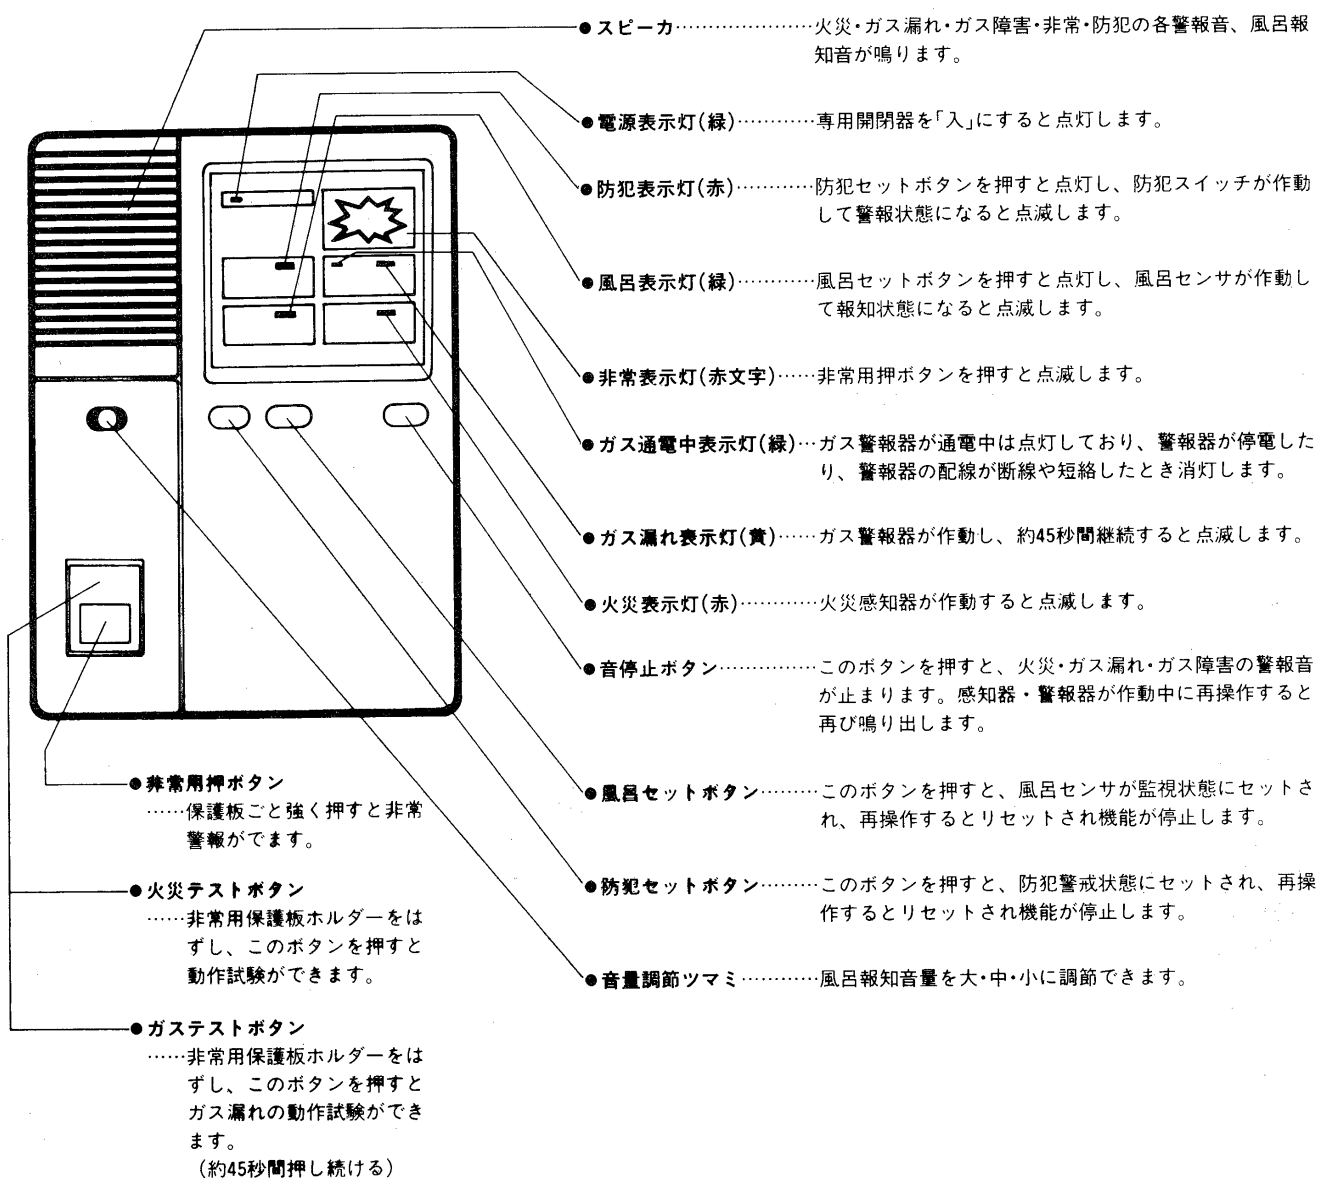 ●スピーカ…………………火災・ガス漏れ・ガス障害・非常・防犯の各警報音、風呂報
知音が鳴ります。
●電源表示灯(緑)…………専用開閉器を「入」にすると点灯します。
●防犯表示灯(赤)…………防犯セットボタンを押すと点灯し、防犯スイッチが作動
して警報状態になると点滅します。
●風呂表示灯(緑)…………風呂セットボタンを押すと点灯し、風呂センサが作動し
て報知状態になると点滅します。
●非常表示灯(赤文字)……非常用押ボタンを押すと点滅します。
●ガス通電中表示灯(緑)…ガス警報器が通電中は点灯しており、警報器が停電した
り、警報器の配線が断線や短絡したとき消灯します。
●ガス漏れ表示灯(黄)……ガス警報器が作動し、約45秒間継続すると点滅します。
●火災表示灯(赤)…………火災感知器が作動すると点滅します。
●音停止ボタン……………このボタンを押すと、火災・ガス漏れ・ガス障害の警報音
が止まります。感知器・警報器が作動中に再操作すると
再び鳴り出します。
●風呂セットボタン………このボタンを押すと、風呂センサが監視状態にセットさ
れ、再操作するとリセットされ機能が停止します。
●防犯セットボタン………このボタンを押すと、防犯警戒状態にセットされ、再操
作するとリセットされ機能が停止します。
●音量調節ツマミ…………風呂報知音量を大・中・小に調節できます。
●非常用押ボタン
……保護板ごと強く押すと非常
警報がでます。
●火災テストボタン
……非常用保護板ホルダーをは
ずし、このボタンを押すと
動作試験ができます。
●ガステストボタン
……非常用保護板ホルダーをは
ずし、このボタンを押すと
ガス漏れの動作試験ができ
ます。
(約45秒間押し続ける)